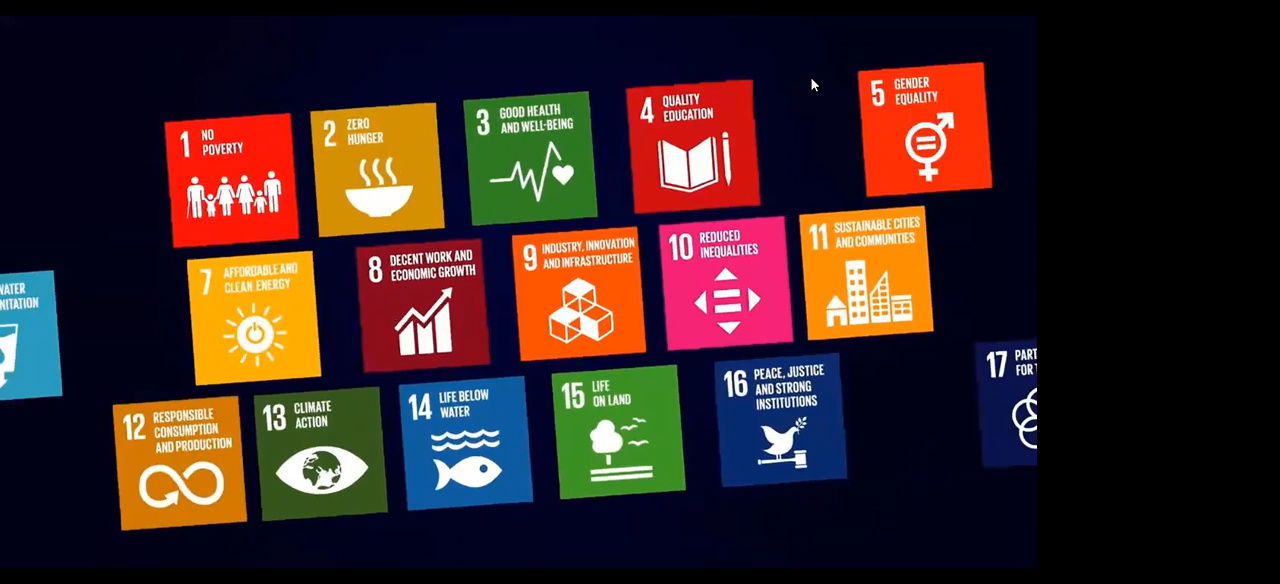 1 NO
POVERTY
2 ZERO
HUNGER
3 GOOD HEALTH
AND WELL-BEING
4 QUALITY
EDUCATION
5 GENDER
EQUALITY
WATER
NITATION
7 AFFORDABLE AND
CLEAN ENERGY
8 DECENT WORK AND
ECONOMIC GROWTH
9 INDUSTRY, INNOVATION
AND INFRASTRUCTURE
10 REDUCED
INEQUALITIES
11 SUSTAINABLE CITIES
AND COMMUNITIES
12 RESPONSIBLE
CONSUMPTION
AND PRODUCTION
13 CLIMATE
ACTION
14 LIFE BELOW
WATER
15 LIFE
ON LAND
16 PEACE, JUSTICE
AND STRONG
INSTITUTIONS
17 PART
FOR T